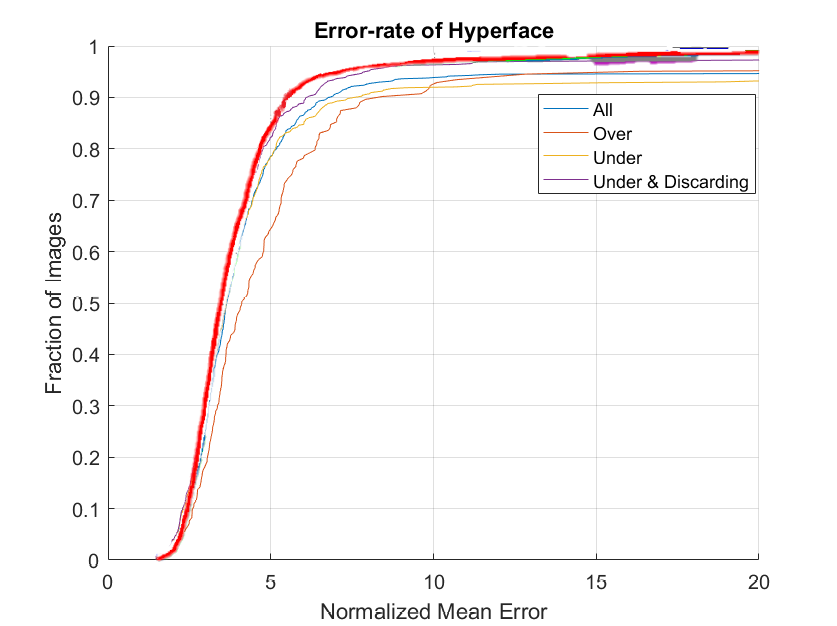 Error-rate of Hyperface
1
0.9
0.8
0.7
0.6
0.5
0.4
0.3
0.2
0.1
0
Fraction of Images
All
Over
Under
Under & Discarding
0 5 10 15 20
Normalized Mean Error